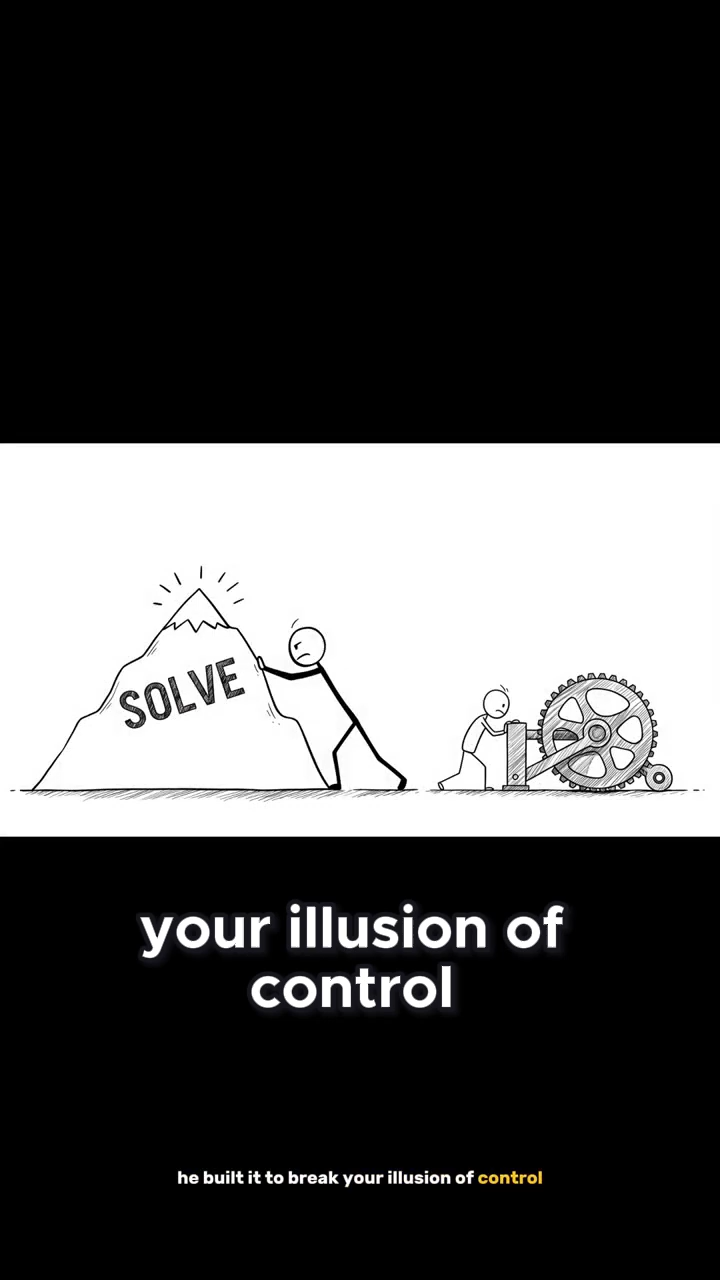 SOLVE
your illusion of
control
he built it to break your illusion of control